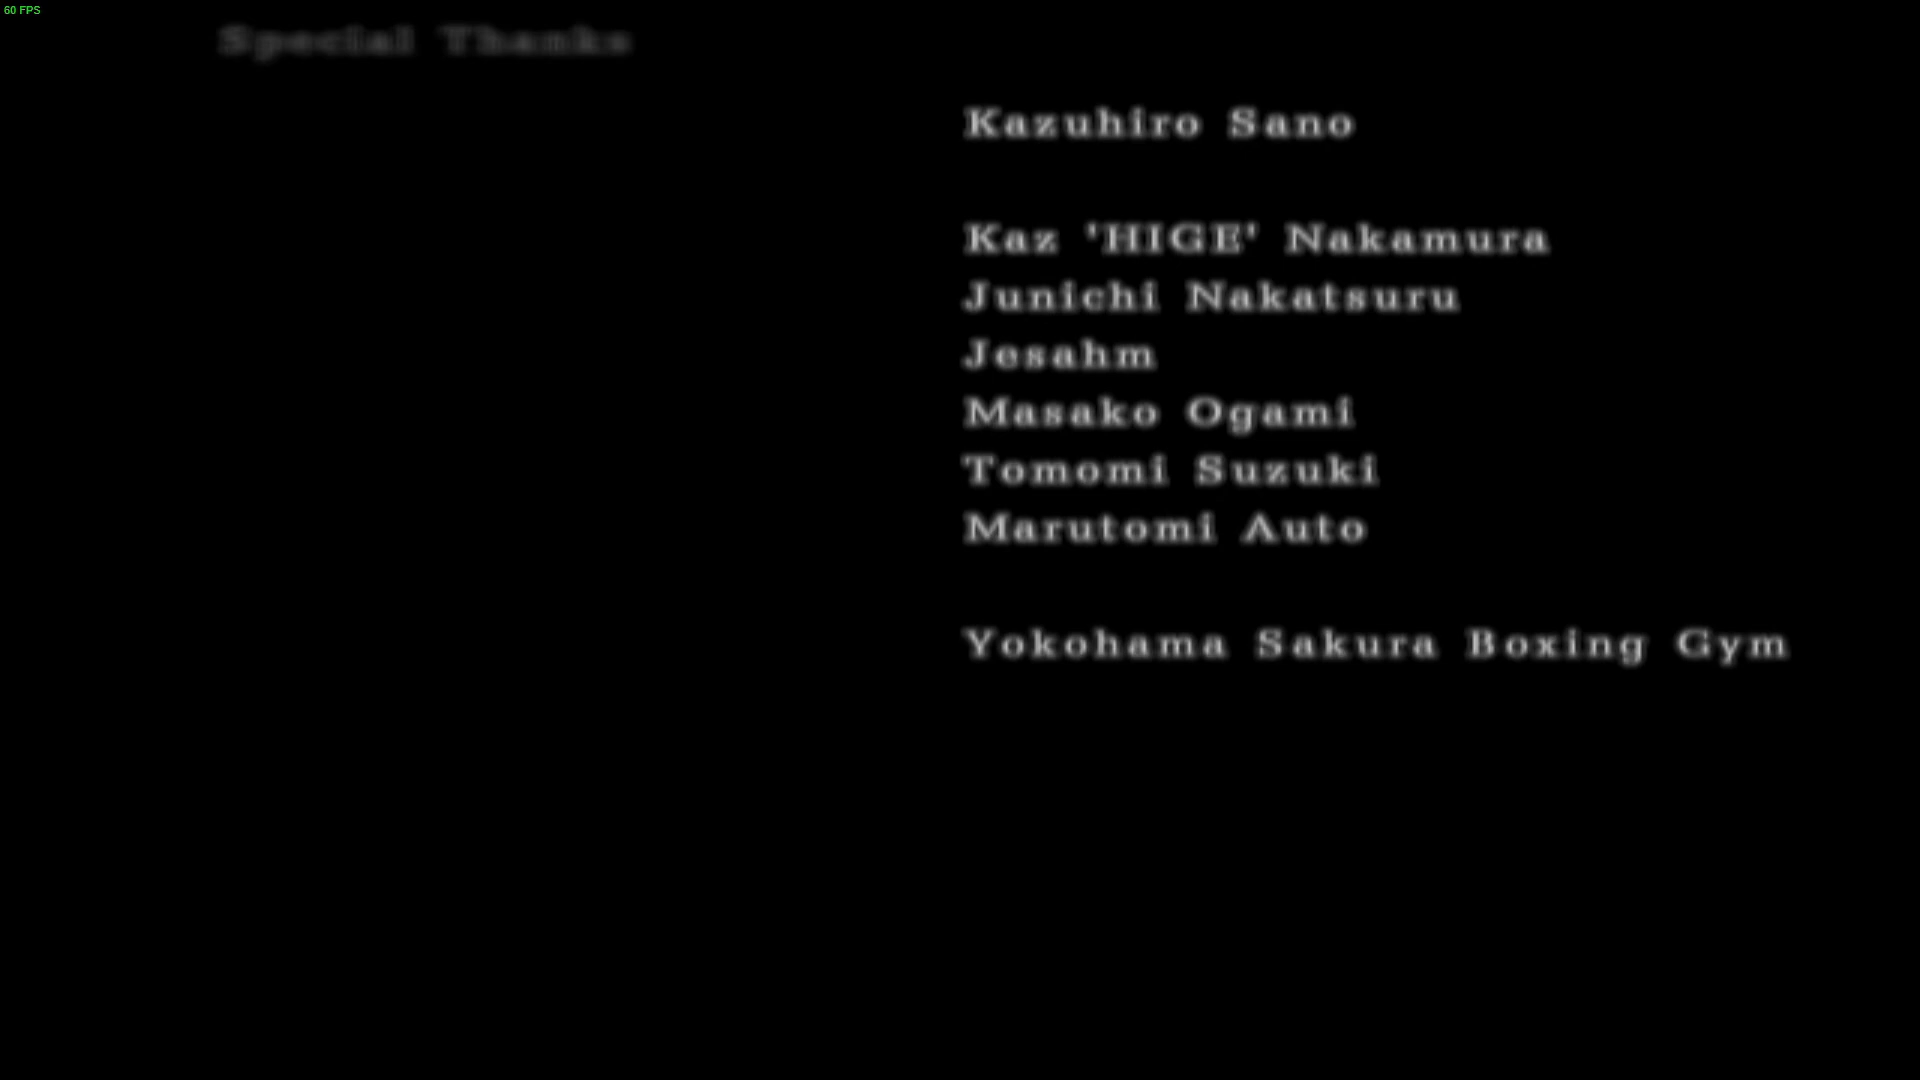 60 FPS
Special Thanks
Kazuhiro Sano
Kaz 'HIGE' Nakamura
Junichi Nakatsuru
Jesahm
Masako Ogami
Tomomi Suzuki
Marutomi Auto
Yokohama Sakura Boxing Gym